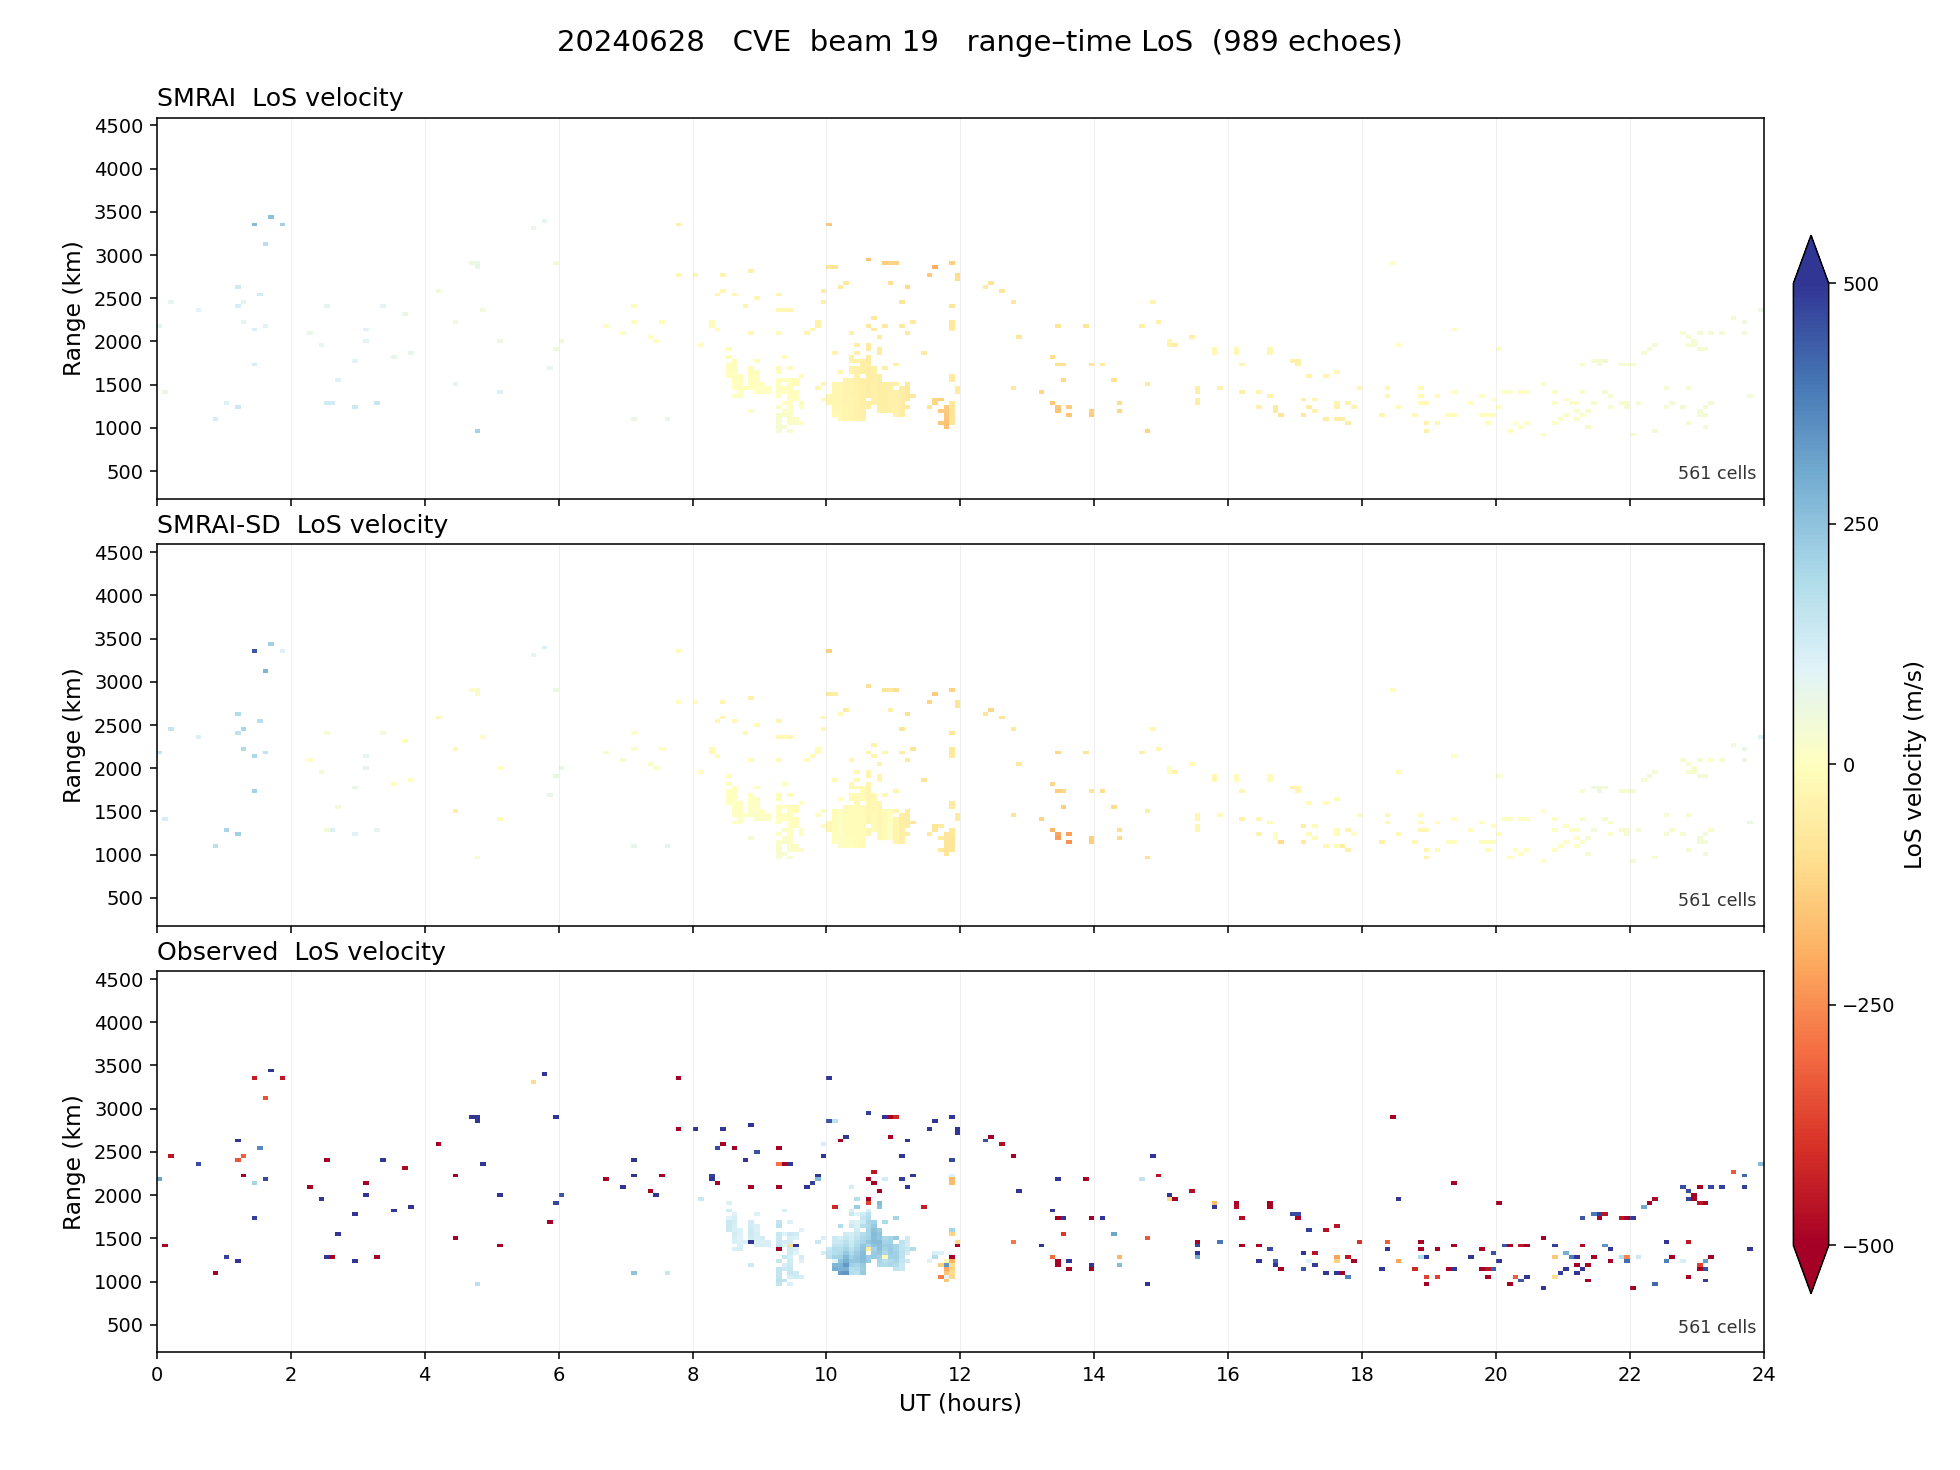 20240628   CVE  beam 19   range–time LoS  (989 echoes)
SMRAI  LoS velocity
4500
4000
3500
3000
2500
2000
1500
1000
500
Range (km)
561 cells
SMRAI-SD  LoS velocity
4500
4000
3500
3000
2500
2000
1500
1000
500
Range (km)
561 cells
Observed  LoS velocity
4500
4000
3500
3000
2500
2000
1500
1000
500
Range (km)
561 cells
0 2 4 6 8 10 12 14 16 18 20 22 24
UT (hours)
500
250
0
−250
−500
LoS velocity (m/s)